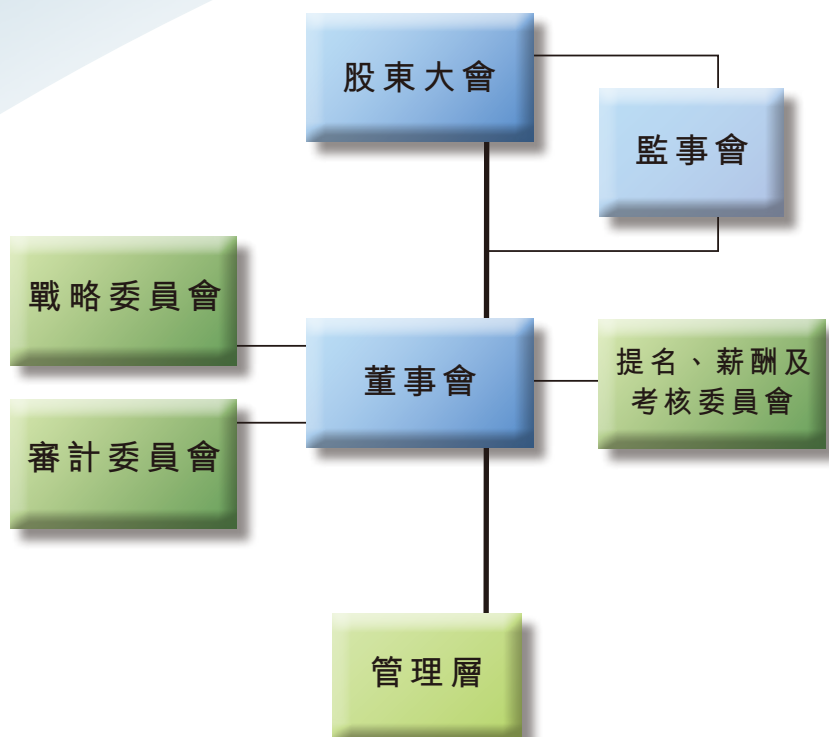 股東大會
監事會
戰略委員會
董事會
提名、薪酬及
考核委員會
審計委員會
管理層